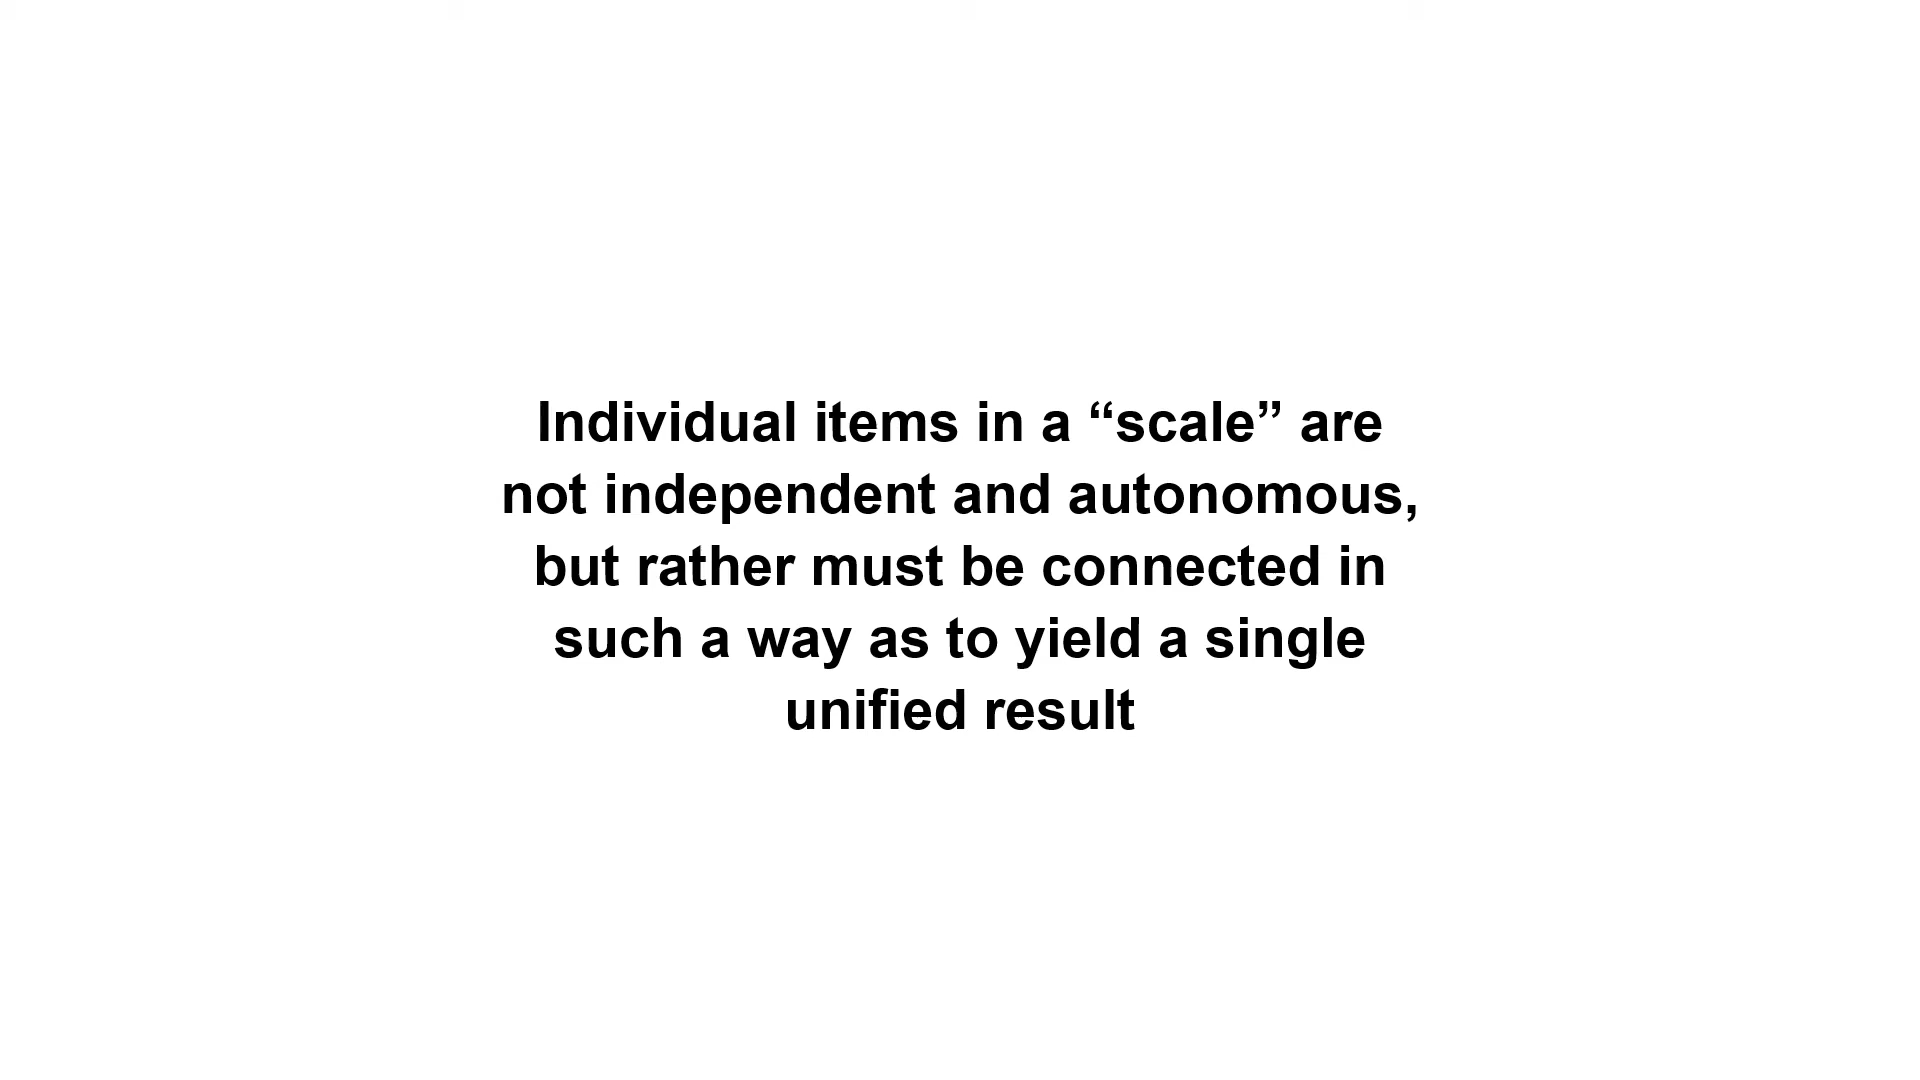 Individual items in a “scale” are
not independent and autonomous,
but rather must be connected in
such a way as to yield a single
unified result